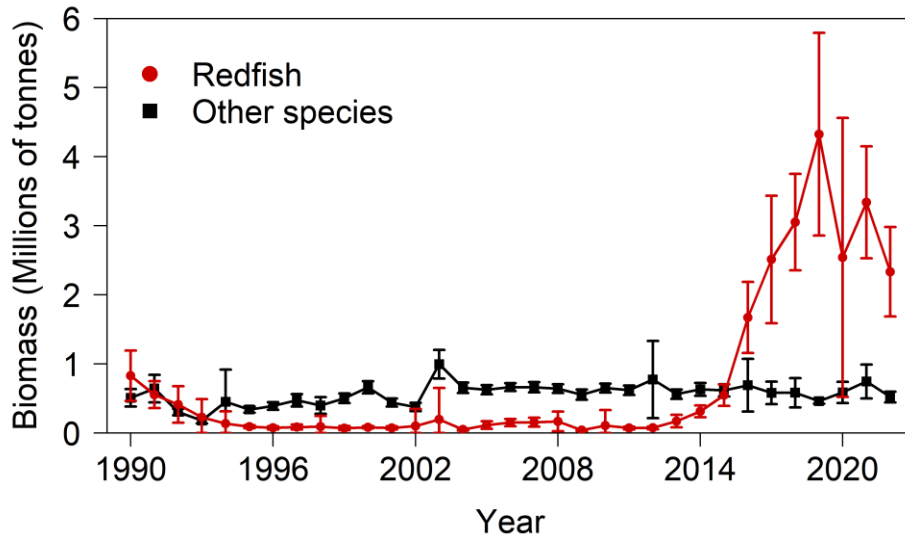 Biomass (Millions of tonnes)
6
5
4
3
2
1
0
Redfish
Other species
1990 1996 2002 2008 2014 2020
Year